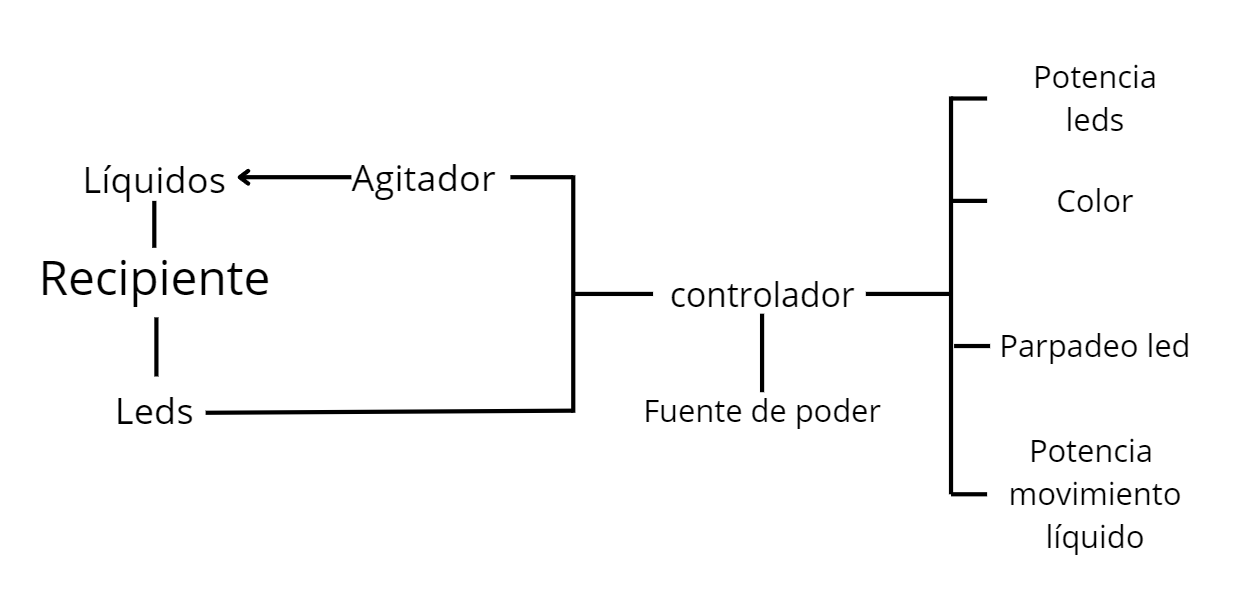 Potencia
leds
Líquidos
Agitador
Color
Recipiente
controlador
Parpadeo led
Leds
Fuente de poder
Potencia
movimiento
líquido